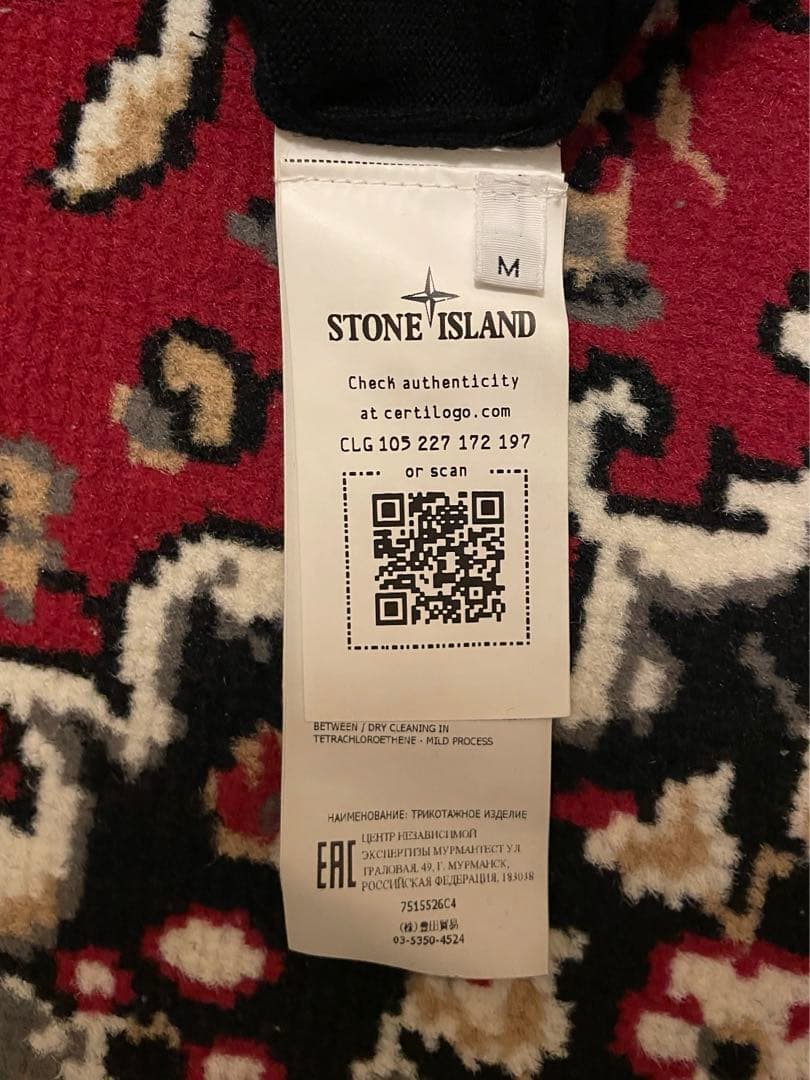 M
STONE ISLAND
Check authenticity
at certilogo.com
CLG 105 227 172 197
or scan
BETWEEN / DRY CLEANING IN
TETRACHLOROETHENE - MILD PROCESS
НАИМЕНОВАНИЕ: ТРИКОТАЖНОЕ ИЗДЕЛИЕ
EAC
ЦЕНТР НЕЗАВИСИМОЙ
ЭКСПЕРТИЗЫ МУРМАНТЕСТ УЛ
ТРАЛОВАЯ, 49, Г. МУРМАНСК,
РОССИЙСКАЯ ФЕДЕРАЦИЯ, 183038
7515526C4
(株)豊田貿易
03-5350-4524